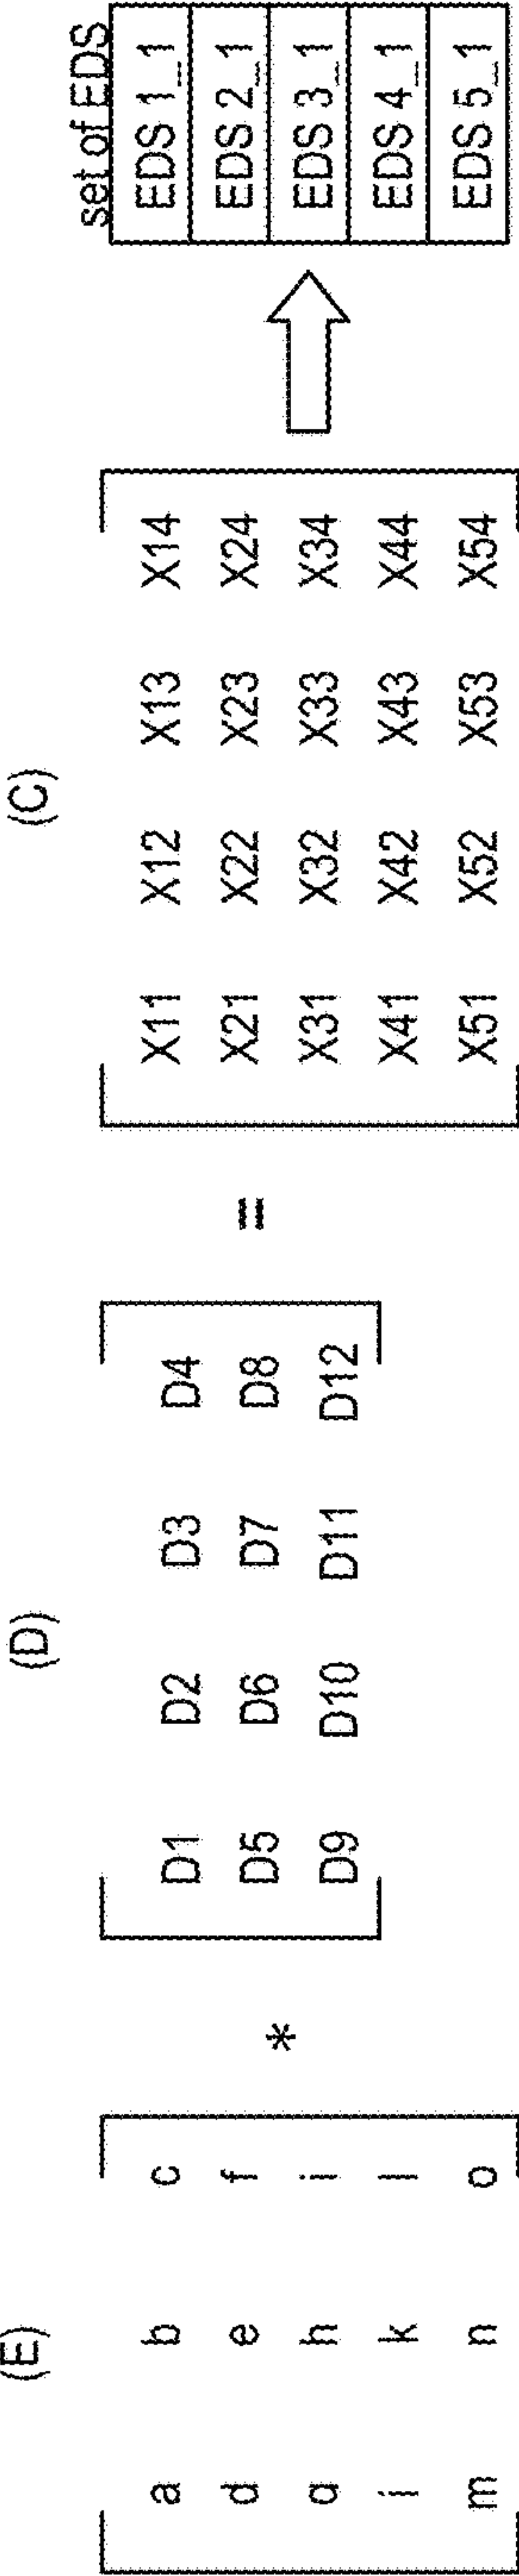 (E) (D) (C) set of EDS
a b c D1 D2 D3 D4 X11 X12 X13 X14 EDS 1_1
d e f * D5 D6 D7 D8 = X21 X22 X23 X24 EDS 2_1
g h i D9 D10 D11 D12 X31 X32 X33 X34 EDS 3_1
j k l X41 X42 X43 X44 EDS 4_1
m n o X51 X52 X53 X54 EDS 5_1